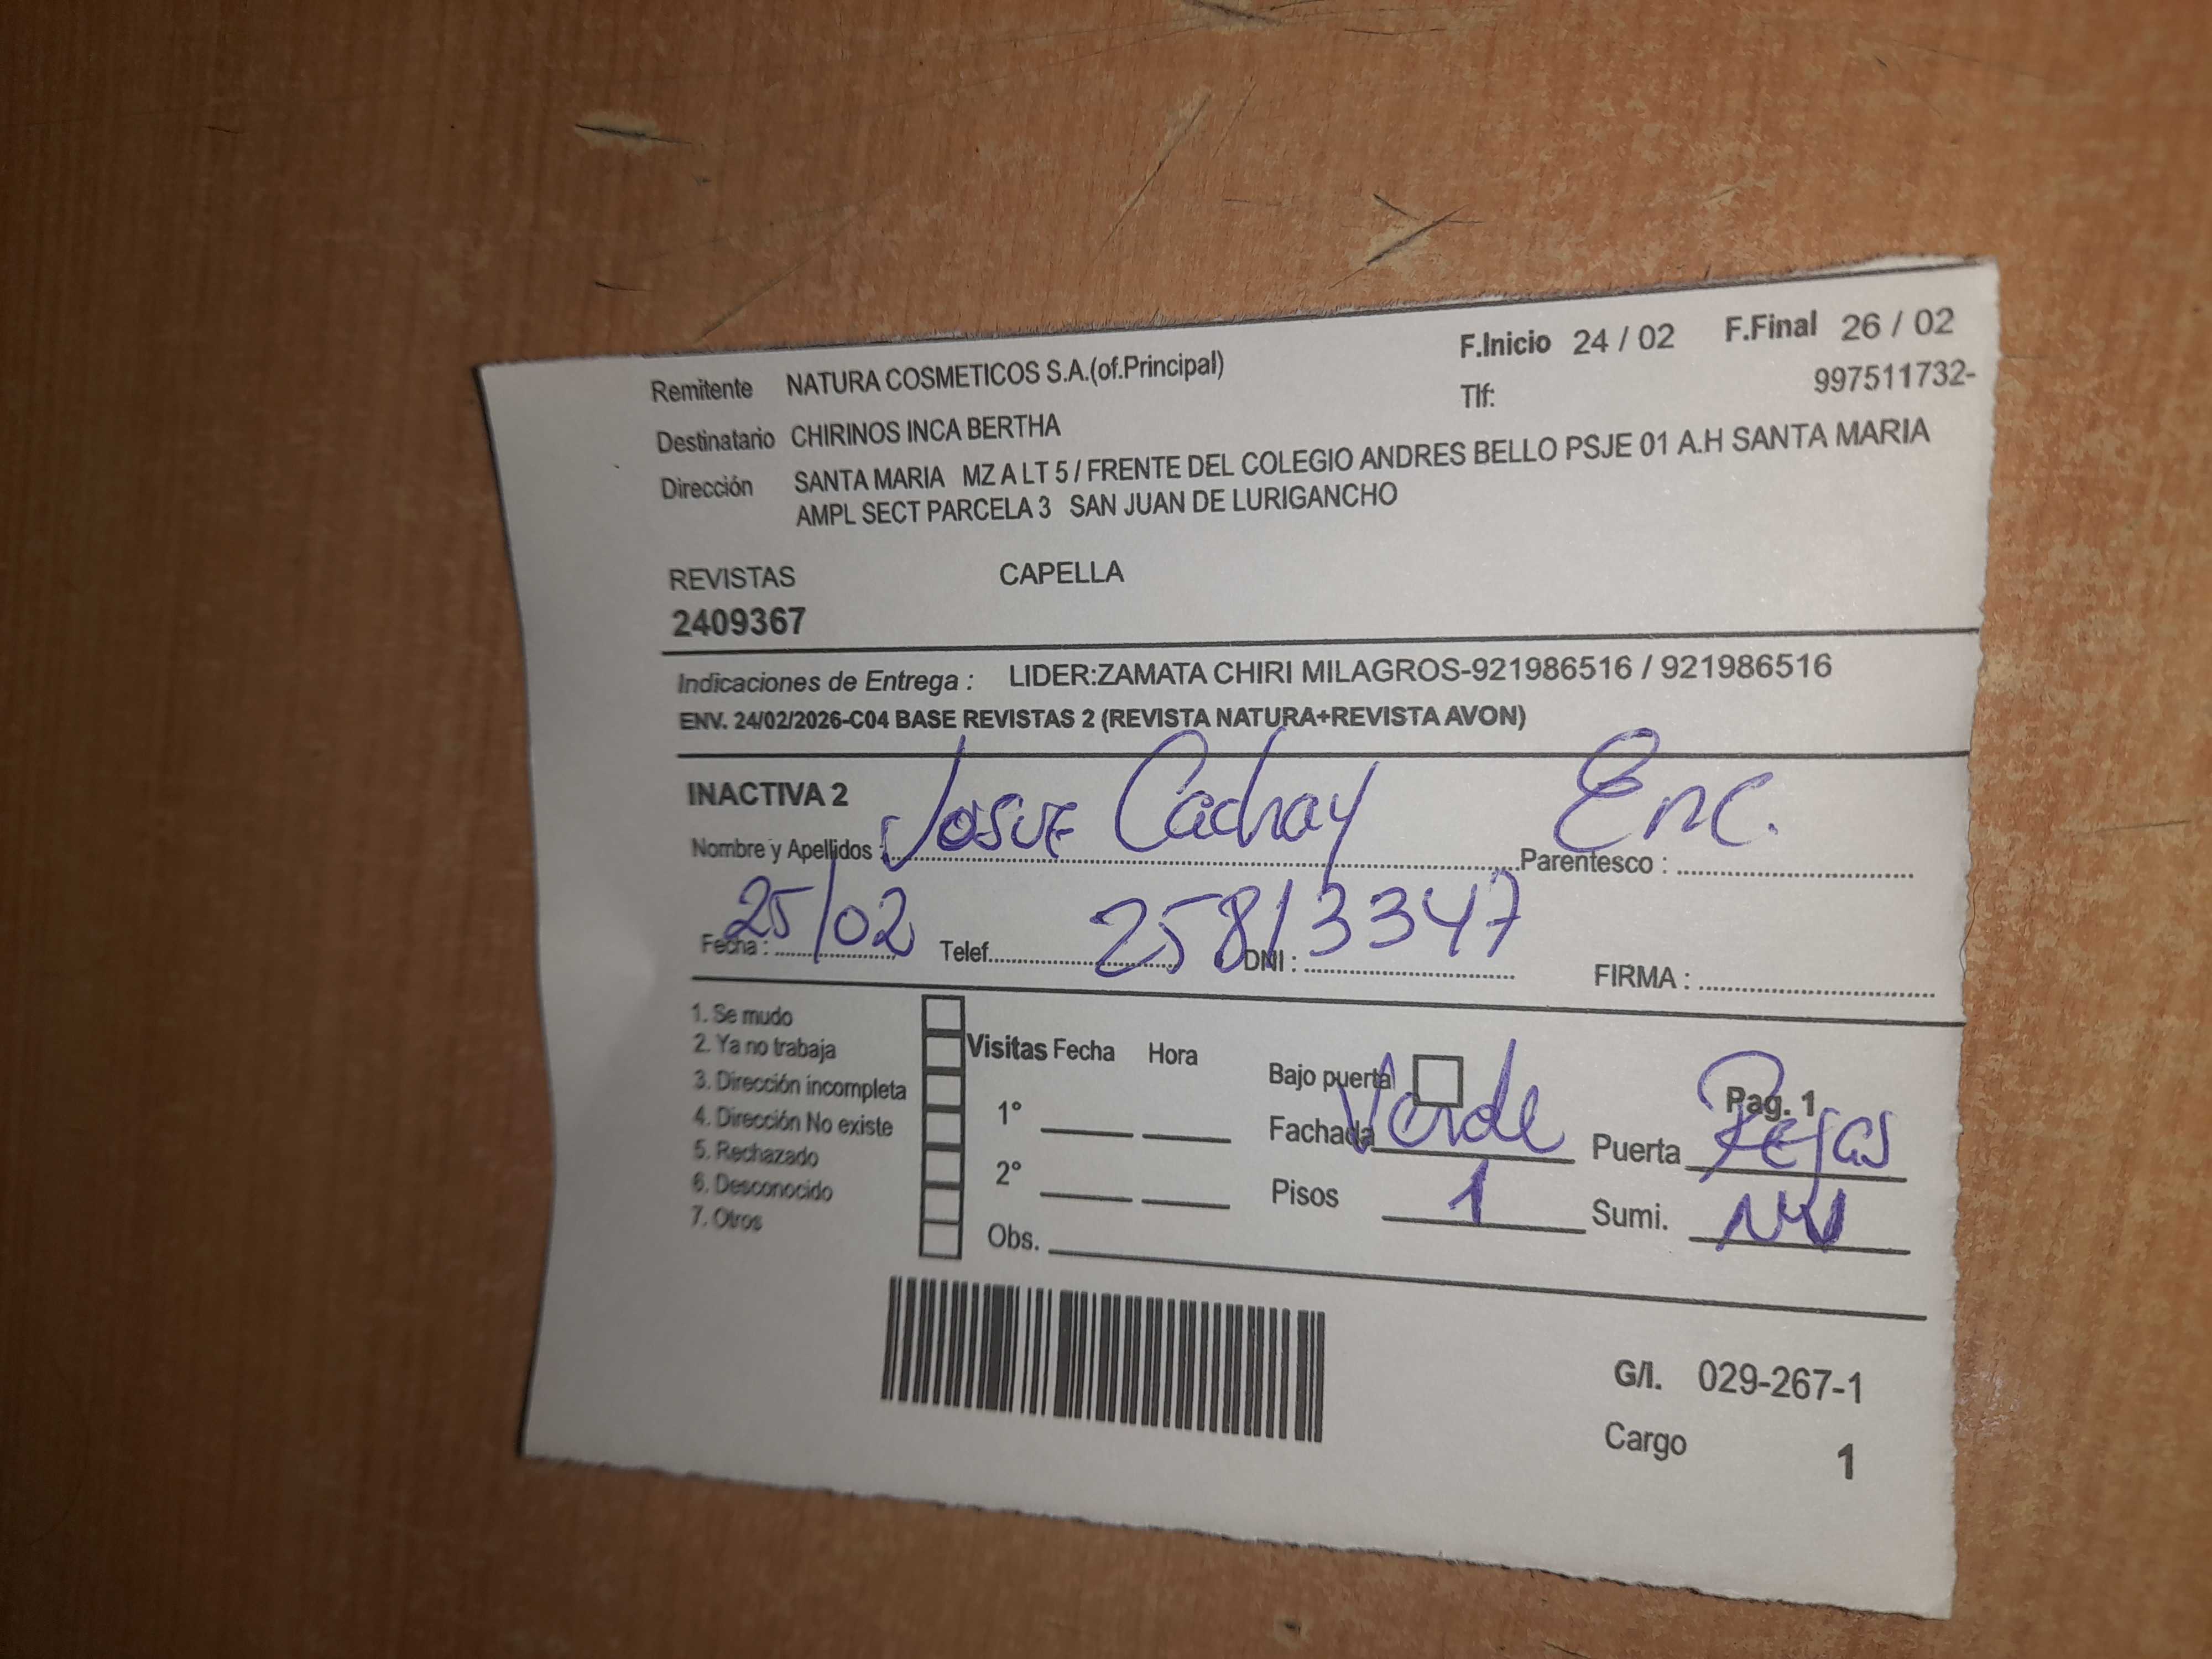 Remitente NATURA COSMETICOS S.A.(of.Principal) F.Inicio 24 / 02 F.Final 26 / 02
Destinatario CHIRINOS INCA BERTHA Tlf: 997511732-
Dirección SANTA MARIA MZ A LT 5 / FRENTE DEL COLEGIO ANDRES BELLO PSJE 01 A.H SANTA MARIA
AMPL SECT PARCELA 3 SAN JUAN DE LURIGANCHO
REVISTAS CAPELLA
2409367
Indicaciones de Entrega : LIDER:ZAMATA CHIRI MILAGROS-921986516 / 921986516
ENV. 24/02/2026-C04 BASE REVISTAS 2 (REVISTA NATURA+REVISTA AVON)
INACTIVA 2
Nombre y Apellidos : Josue Cachay Parentesco : Enc.
Fecha : 25/02 Telef. DNI : 25813347 FIRMA :
1. Se mudo
2. Ya no trabaja
3. Dirección incompleta
4. Dirección No existe
5. Rechazado
6. Desconocido
7. Otros
Visitas Fecha Hora
1°
2°
Obs.
Bajo puerta Pag. 1
Fachada Verde Puerta Rejas
Pisos 1 Sumi.
G/I. 029-267-1
Cargo 1